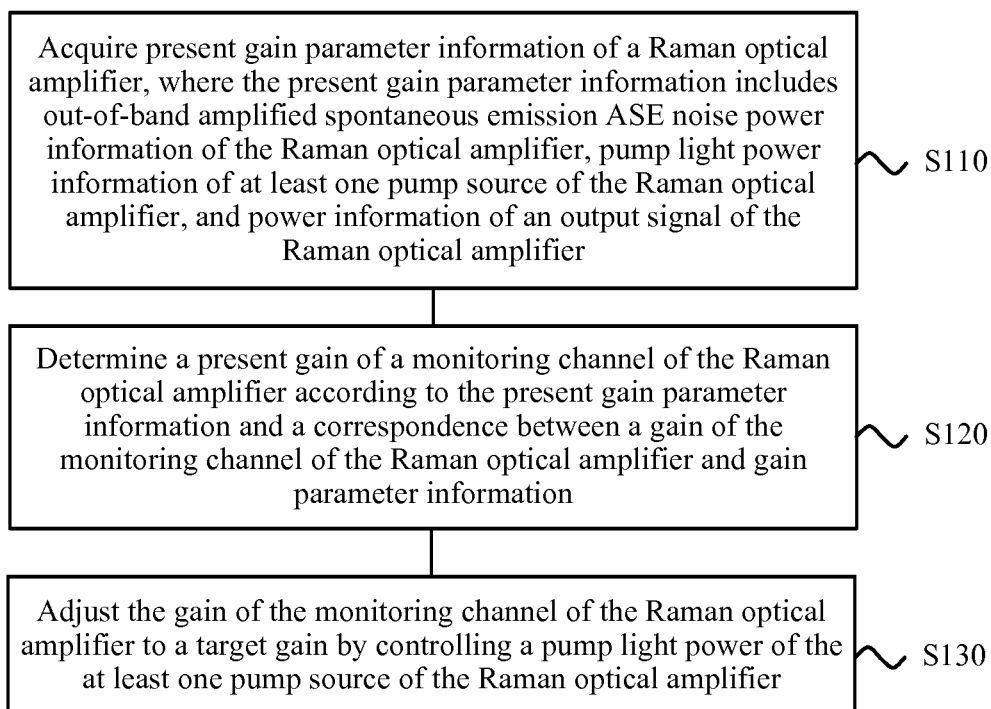 Acquire present gain parameter information of a Raman optical
amplifier, where the present gain parameter information includes
out-of-band amplified spontaneous emission ASE noise power
information of the Raman optical amplifier, pump light power
information of at least one pump source of the Raman optical
amplifier, and power information of an output signal of the
Raman optical amplifier
S110
Determine a present gain of a monitoring channel of the Raman
optical amplifier according to the present gain parameter
information and a correspondence between a gain of the
monitoring channel of the Raman optical amplifier and gain
parameter information
S120
Adjust the gain of the monitoring channel of the Raman optical
amplifier to a target gain by controlling a pump light power of the
at least one pump source of the Raman optical amplifier
S130